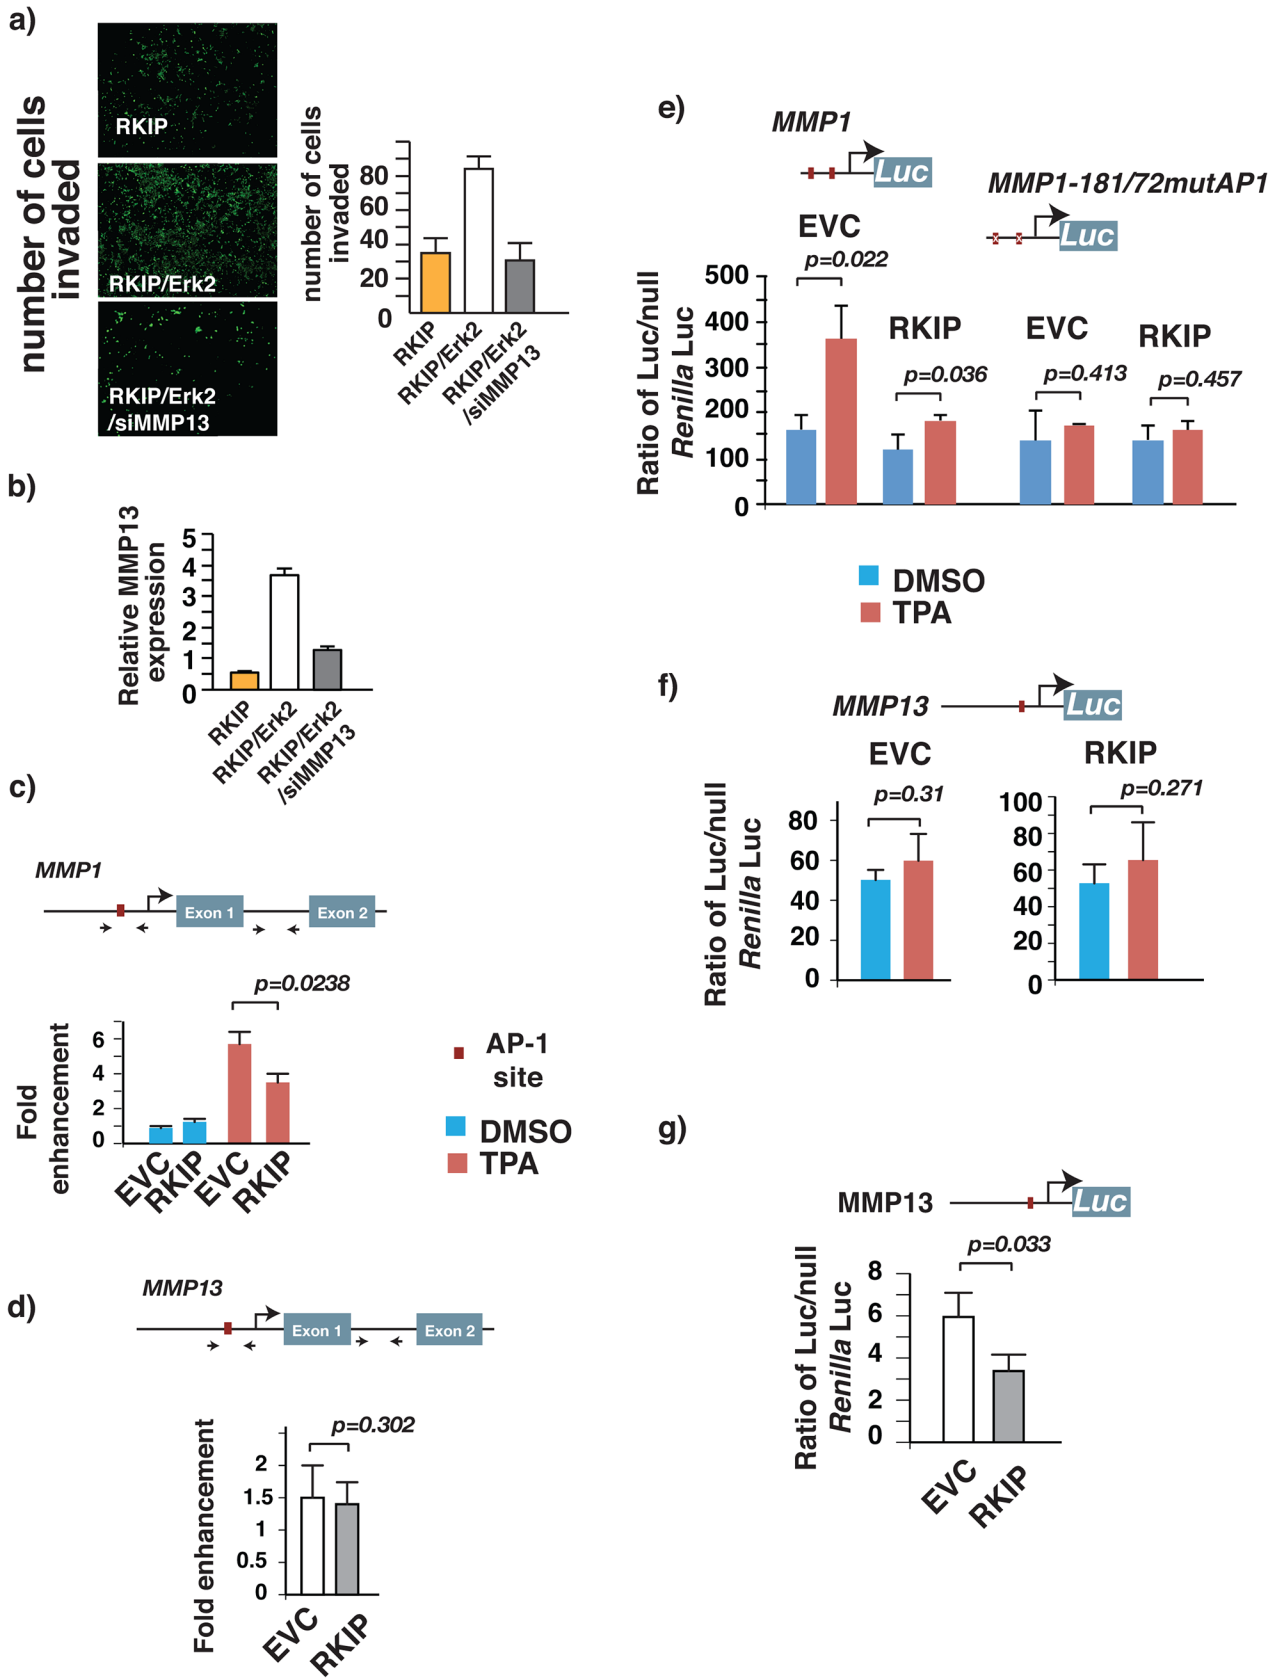 a)
number of cells
invaded
RKIP
RKIP/Erk2
RKIP/Erk2
/siMMP13
number of cells
invaded
80
60
40
20
0
RKIP
RKIP/Erk2
RKIP/Erk2
/siMMP13
b)
Relative MMP13
expression
5
4
3
2
1
0
RKIP
RKIP/Erk2
RKIP/Erk2
/siMMP13
c)
MMP1
Exon 1
Exon 2
p=0.0238
Fold
enhancement
6
4
2
0
EVC
RKIP
EVC
RKIP
AP-1
site
DMSO
TPA
d)
MMP13
Exon 1
Exon 2
p=0.302
Fold enhancement
2
1.5
1
0.5
0
EVC
RKIP
e)
MMP1
Luc
MMP1-181/72mutAP1
x x
Luc
EVC
p=0.022
RKIP
p=0.036
EVC
p=0.413
RKIP
p=0.457
Ratio of Luc/null
Renilla Luc
500
400
300
200
100
0
DMSO
TPA
f)
MMP13
Luc
EVC
RKIP
p=0.31
p=0.271
Ratio of Luc/null
Renilla Luc
80
60
40
20
0
100
80
60
40
20
0
g)
MMP13
Luc
p=0.033
Ratio of Luc/null
Renilla Luc
8
6
4
2
0
EVC
RKIP